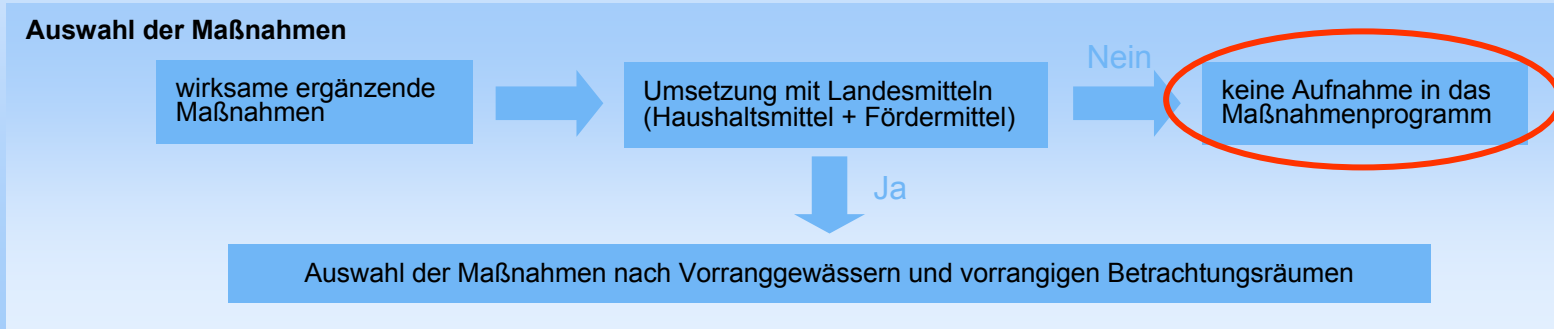 Auswahl der Maßnahmen
wirksame ergänzende
Maßnahmen
Umsetzung mit Landesmitteln
(Haushaltsmittel + Fördermittel)
Nein
keine Aufnahme in das
Maßnahmenprogramm
Ja
Auswahl der Maßnahmen nach Vorranggewässern und vorrangigen Betrachtungsräumen